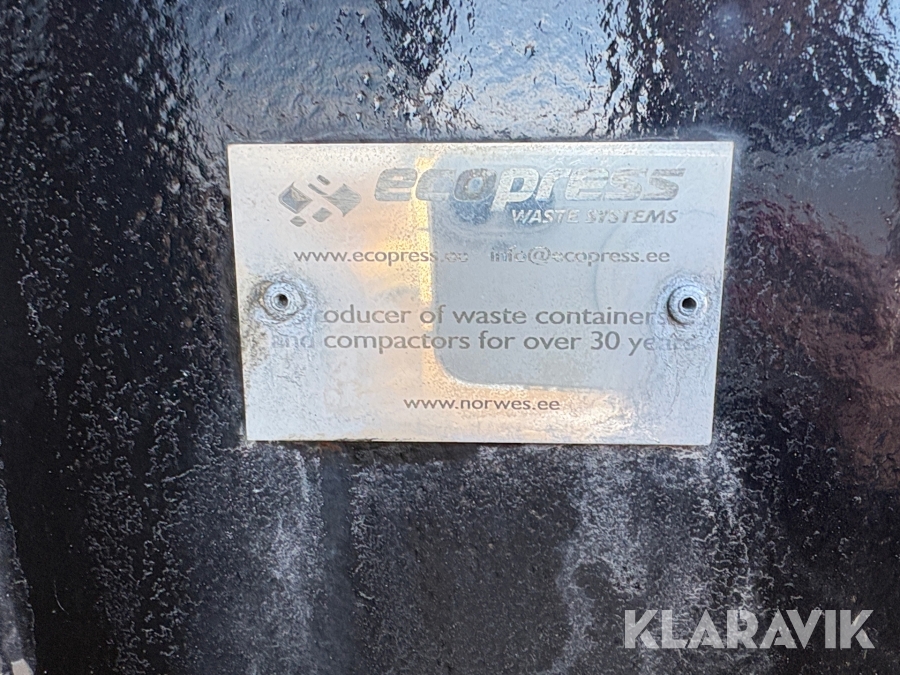 ecopress
WASTE SYSTEMS
www.ecopress.ee info@ecopress.ee
roducer of waste containers
and compactors for over 30 years
www.norwes.ee
KLARAVIK